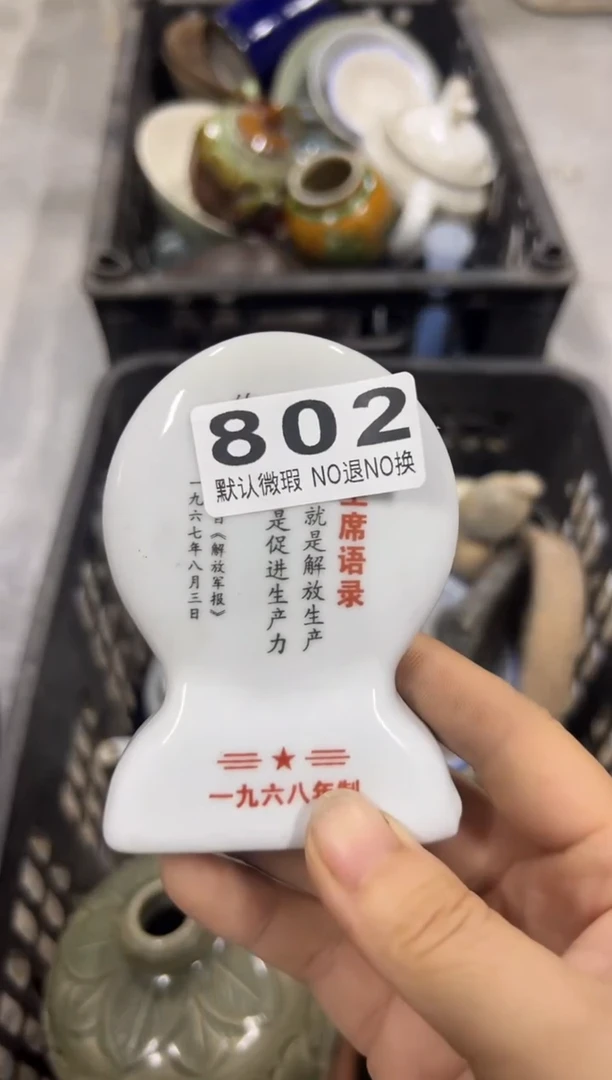 802
默认微瑕 NO退NO换
主席语录
就是解放生产
是促进生产力
日《解放军报》
一九六七年八月三日
一九六八年制